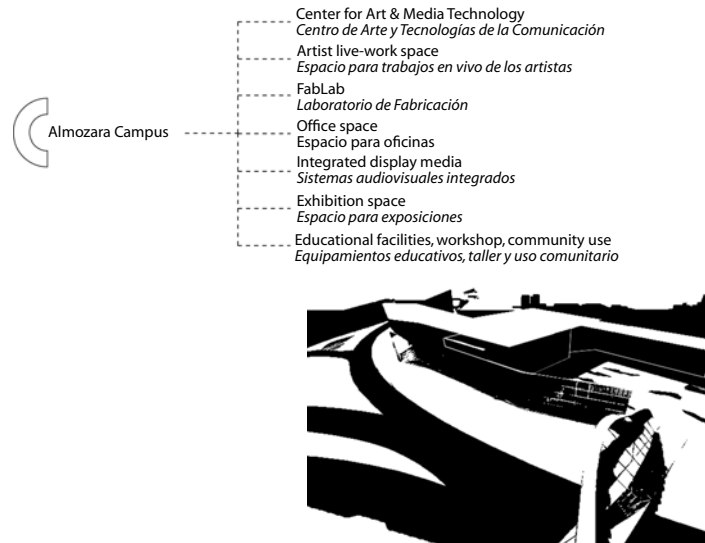 Center for Art & Media Technology
Centro de Arte y Tecnologías de la Comunicación
Artist live-work space
Espacio para trabajos en vivo de los artistas
FabLab
Laboratorio de Fabricación
Almozara Campus
Office space
Espacio para oficinas
Integrated display media
Sistemas audiovisuales integrados
Exhibition space
Espacio para exposiciones
Educational facilities, workshop, community use
Equipamientos educativos, taller y uso comunitario